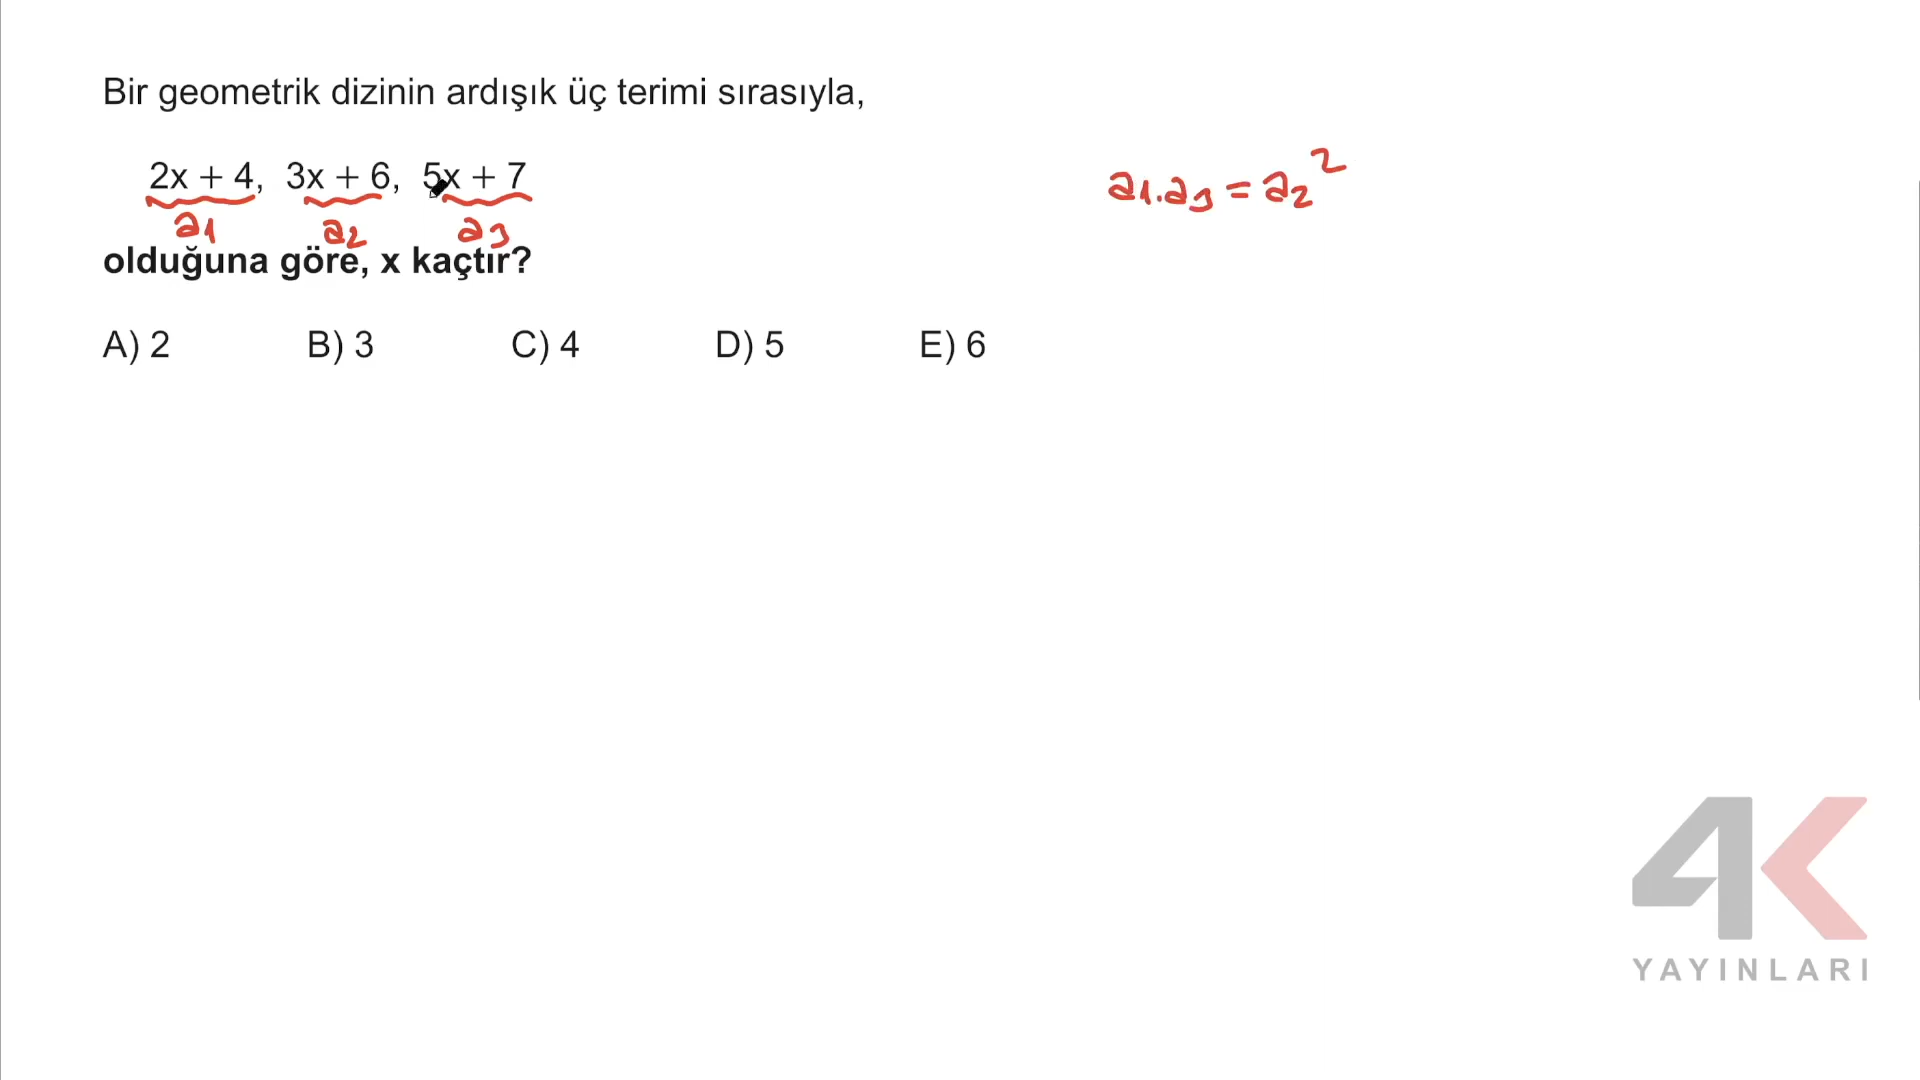 Bir geometrik dizinin ardışık üç terimi sırasıyla,
2x + 4, 3x + 6, 5x + 7
a1 a2 a3
a1.a3 = a2²
olduğuna göre, x kaçtır?
A) 2 B) 3 C) 4 D) 5 E) 6
4K
YAYINLARI